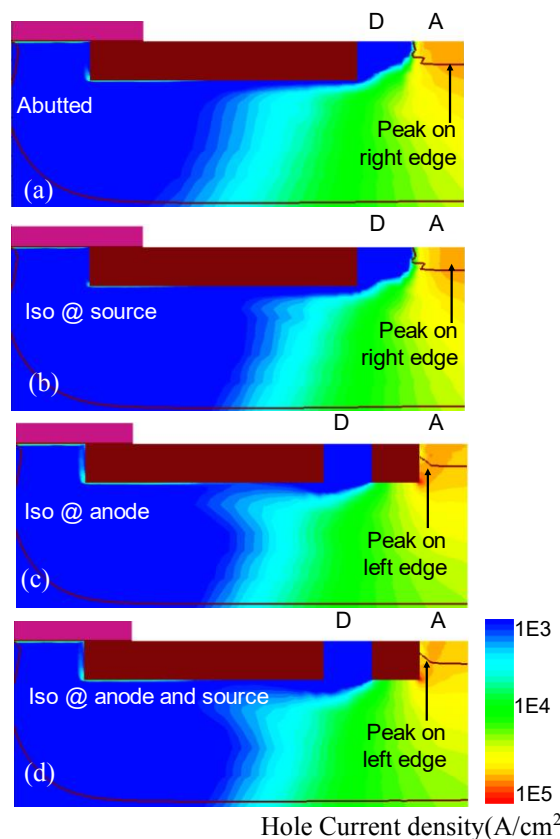 D A
Abutted
Peak on
right edge
(a)
D A
Iso @ source
Peak on
right edge
(b)
D A
Iso @ anode
Peak on
left edge
(c)
D A
Iso @ anode and source
Peak on
left edge
(d)
1E3
1E4
1E5
Hole Current density(A/cm2